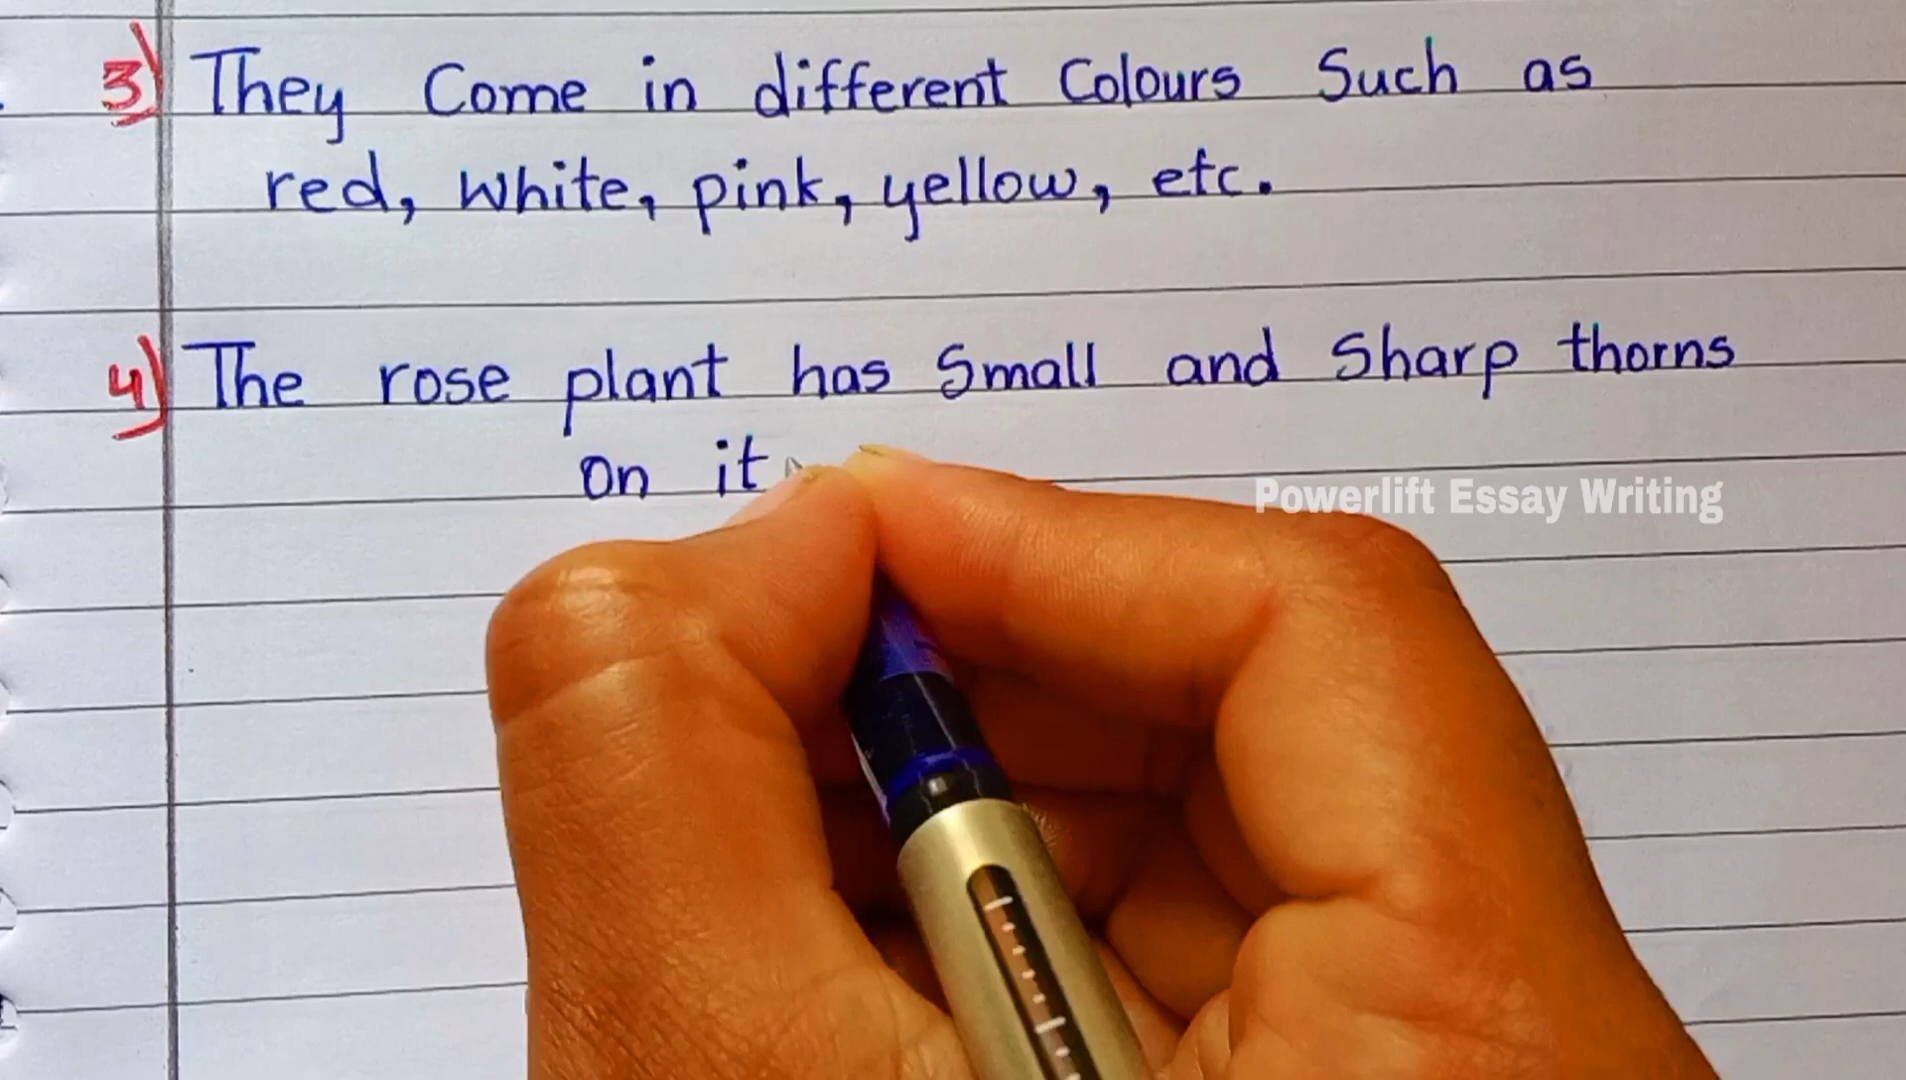 3) They Come in different Colours Such as
red, white, pink, yellow, etc.
4) The rose plant has Small and Sharp thorns
on it
Powerlift Essay Writing